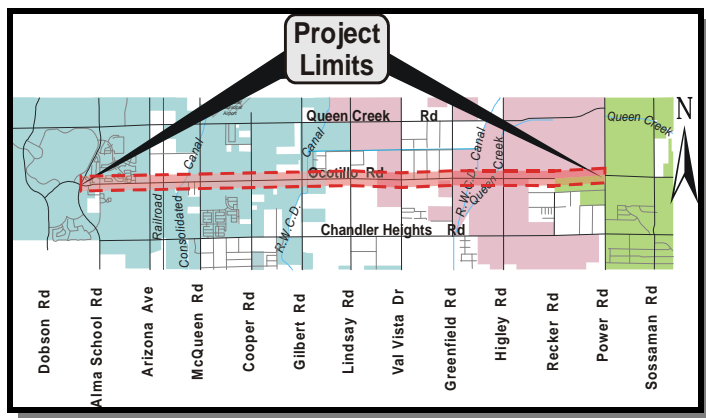 Project
Limits
N
Airport
Queen Creek Rd
Queen Creek
Canal
Canal
R.W.C.D. Canal
Queen Creek
Ocotillo Rd
Railroad
Consolidated
R.W.C.D.
Chandler Heights Rd
Dobson Rd
Alma School Rd
Arizona Ave
McQueen Rd
Cooper Rd
Gilbert Rd
Lindsay Rd
Val Vista Dr
Greenfield Rd
Higley Rd
Recker Rd
Power Rd
Sossaman Rd